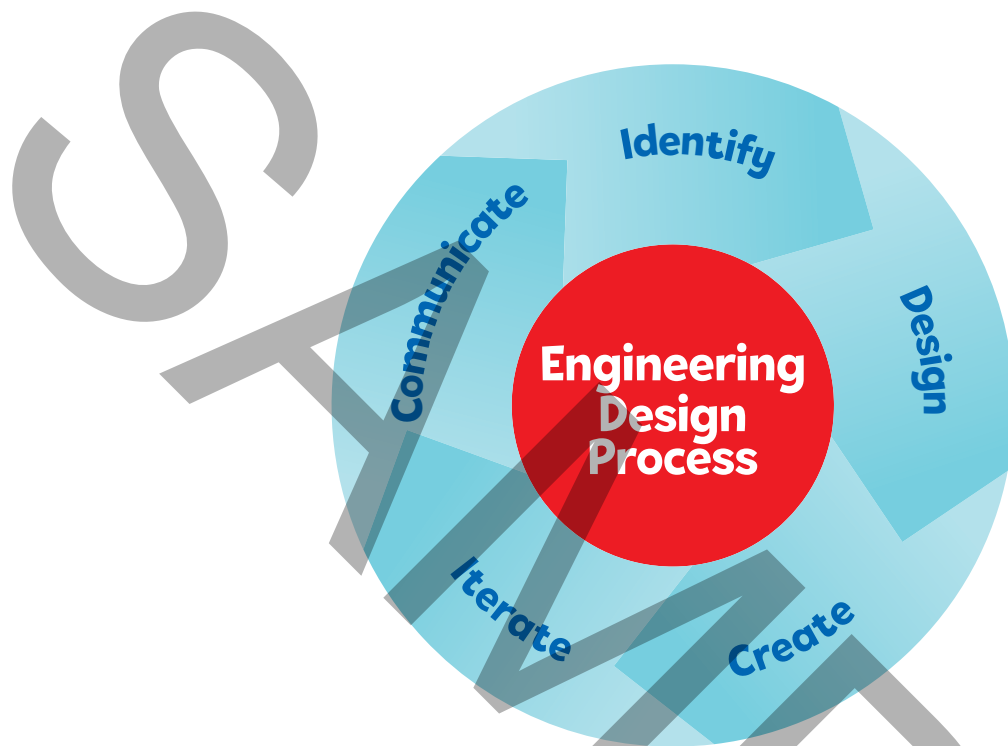 Identify
Design
Create
Iterate
Communicate
Engineering
Design
Process
SAM